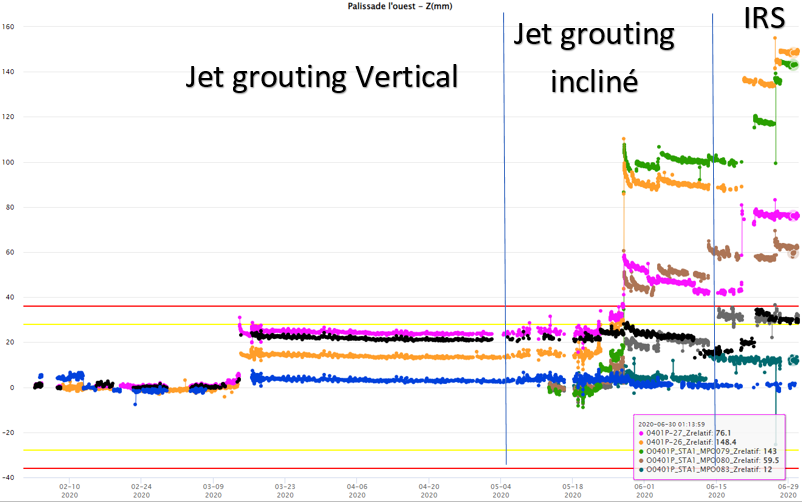 Palissade l'ouest - Z(mm)
IRS
Jet grouting
incliné
Jet grouting Vertical
160
140
120
100
80
60
40
20
0
-20
-40
2020-06-30 01:13:59
0401P-27_Zrelatif: 76.1
0401P-26_Zrelatif: 148.4
O0401P_STA1_MPO079_Zrelatif: 143
O0401P_STA1_MPO080_Zrelatif: 59.5
O0401P_STA1_MPO083_Zrelatif: 12
02-10 02-24 03-09 03-23 04-06 04-20 05-04 05-18 06-01 06-15 06-29
2020 2020 2020 2020 2020 2020 2020 2020 2020 2020 2020